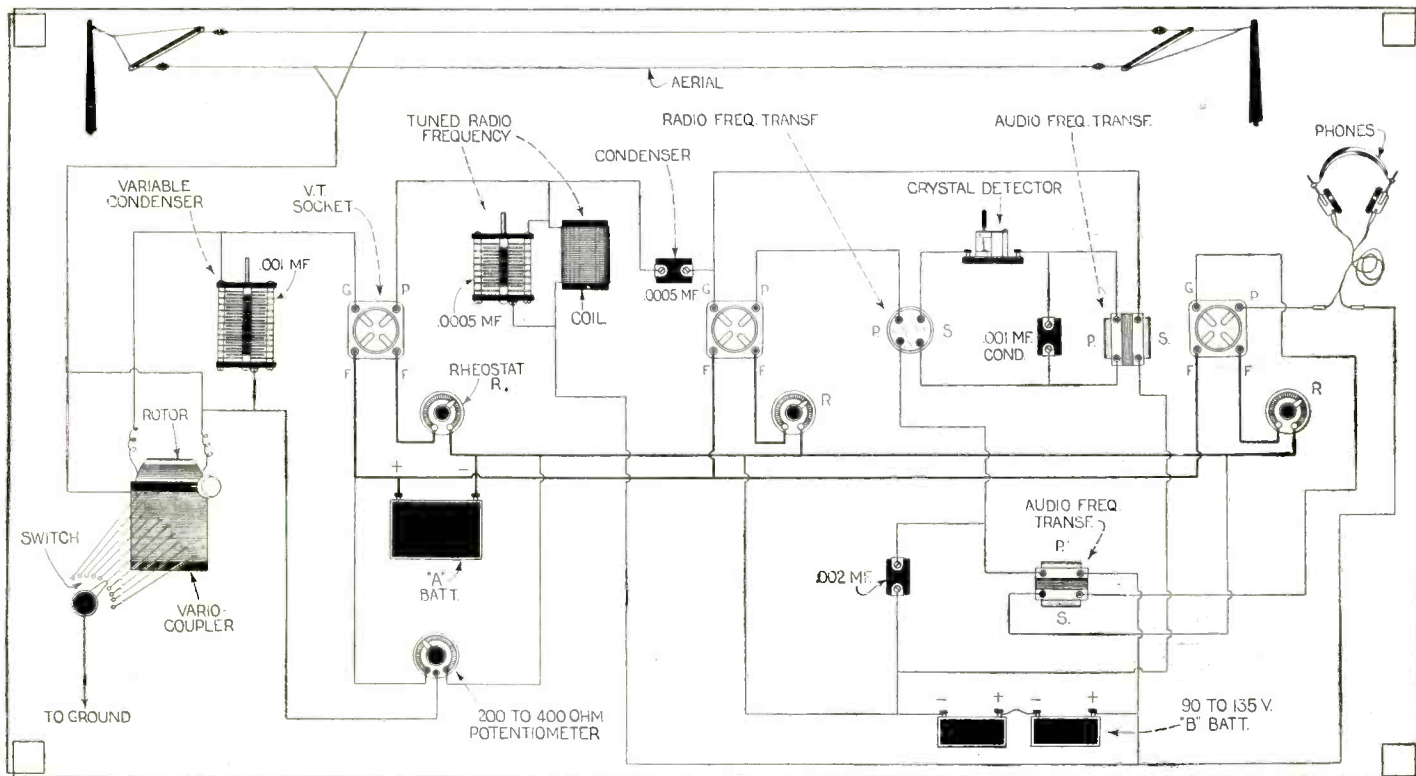 AERIAL
TUNED RADIO
FREQUENCY
RADIO FREQ. TRANSF.
AUDIO FREQ. TRANSF.
PHONES
CONDENSER
VARIABLE
CONDENSER
V.T.
SOCKET
CRYSTAL DETECTOR
.001 MF
G
P
.0005 MF
COIL
.0005 MF
G
P
P.
S
P.
.001 MF.
COND.
P.
S.
G
P
F
F
RHEOSTAT
R.
F
F
R
F
F
R
ROTOR
+
-
SWITCH
VARIO-
COUPLER
"A"
BATT.
AUDIO FREQ.
TRANSF.
P.
.002 MF.
S.
TO GROUND
200 TO 400 OHM
POTENTIOMETER
-
+
-
+
90 TO 135 V.
"B" BATT.